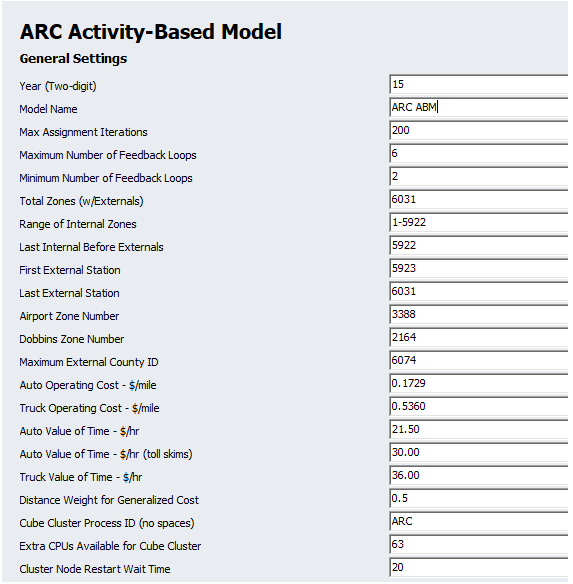 ARC Activity-Based Model
General Settings
Year (Two-digit) 15
Model Name ARC ABM
Max Assignment Iterations 200
Maximum Number of Feedback Loops 6
Minimum Number of Feedback Loops 2
Total Zones (w/Externals) 6031
Range of Internal Zones 1-5922
Last Internal Before Externals 5922
First External Station 5923
Last External Station 6031
Airport Zone Number 3388
Dobbins Zone Number 2164
Maximum External County ID 6074
Auto Operating Cost - $/mile 0.1729
Truck Operating Cost - $/mile 0.5360
Auto Value of Time - $/hr 21.50
Auto Value of Time - $/hr (toll skims) 30.00
Truck Value of Time - $/hr 36.00
Distance Weight for Generalized Cost 0.5
Cube Cluster Process ID (no spaces) ARC
Extra CPUs Available for Cube Cluster 63
Cluster Node Restart Wait Time 20